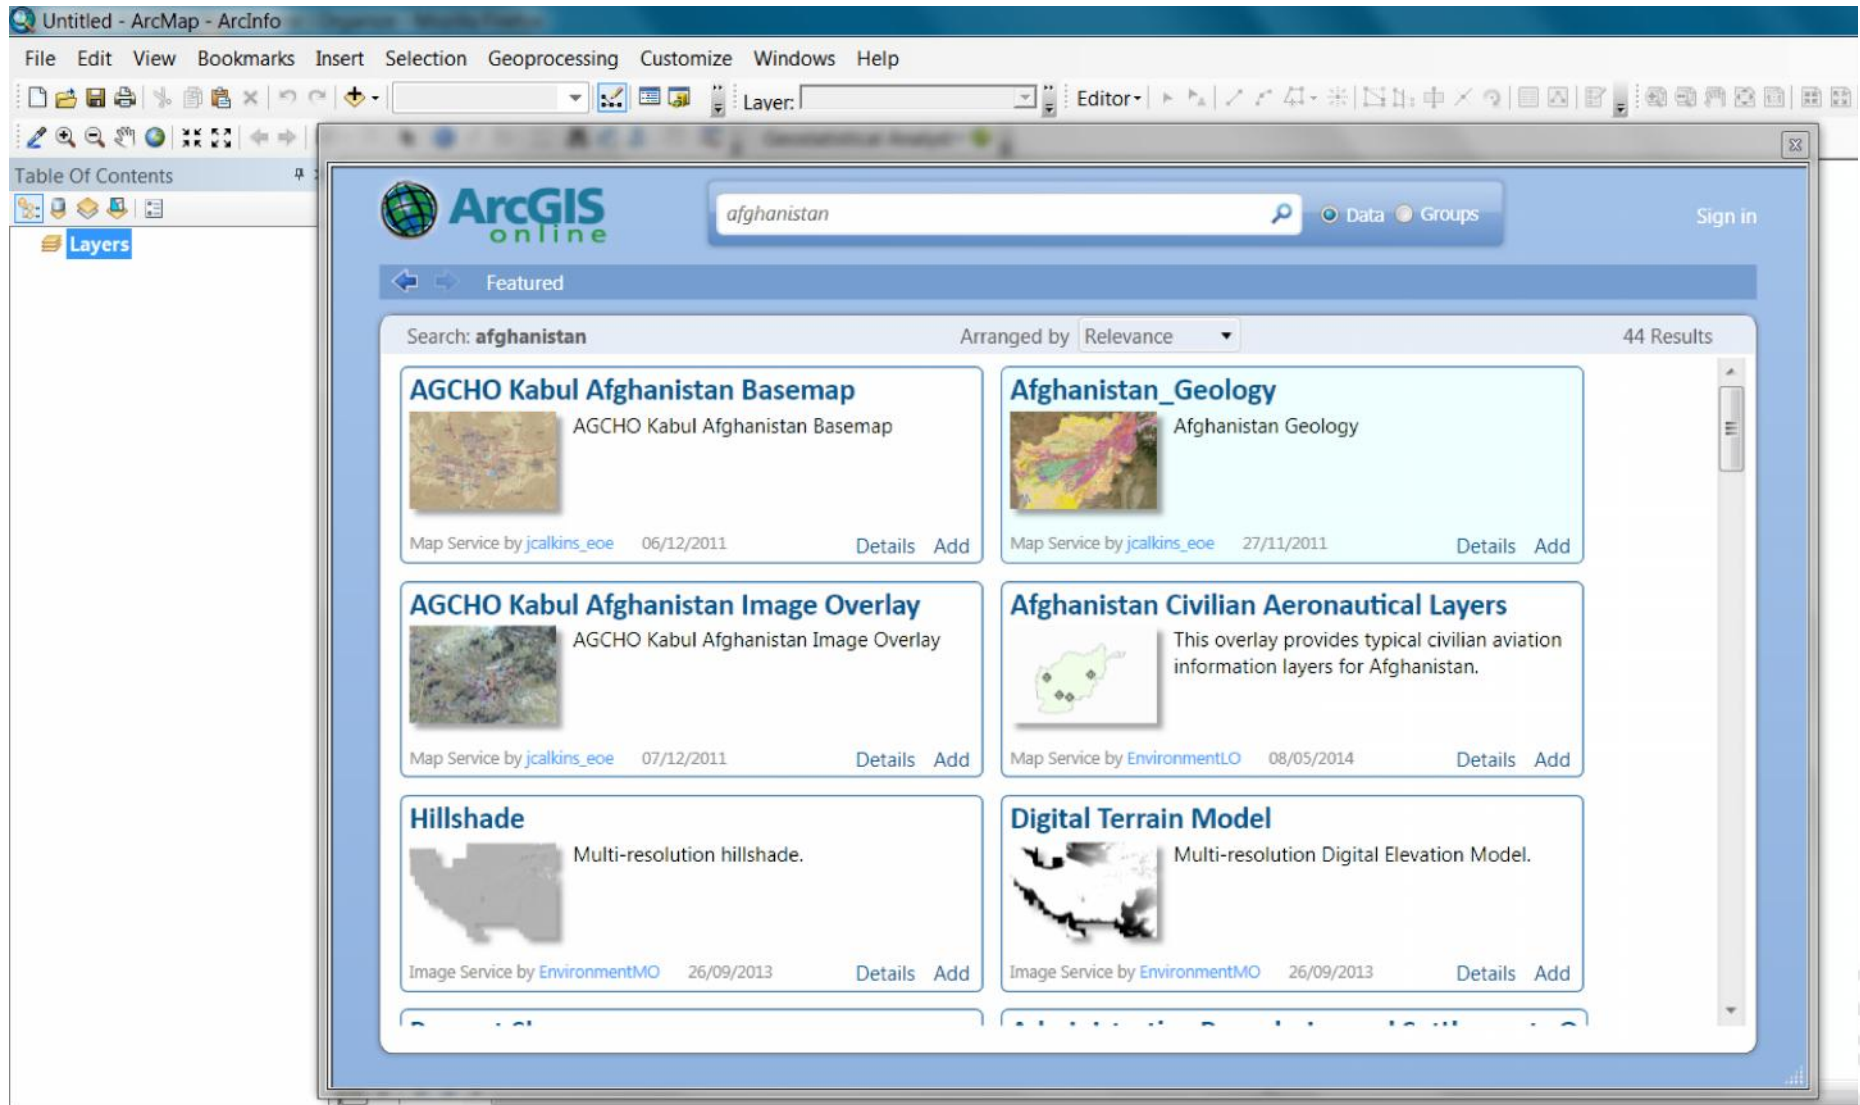 Untitled - ArcMap - ArcInfo
File Edit View Bookmarks Insert Selection Geoprocessing Customize Windows Help
Layer:
Editor
Table Of Contents
Layers
ArcGIS
online
afghanistan
Data
Groups
Sign in
Featured
Search: afghanistan
Arranged by Relevance
44 Results
AGCHO Kabul Afghanistan Basemap
AGCHO Kabul Afghanistan Basemap
Map Service by jcalkins_eoe 06/12/2011 Details Add
Afghanistan_Geology
Afghanistan Geology
Map Service by jcalkins_eoe 27/11/2011 Details Add
AGCHO Kabul Afghanistan Image Overlay
AGCHO Kabul Afghanistan Image Overlay
Map Service by jcalkins_eoe 07/12/2011 Details Add
Afghanistan Civilian Aeronautical Layers
This overlay provides typical civilian aviation
information layers for Afghanistan.
Map Service by EnvironmentLO 08/05/2014 Details Add
Hillshade
Multi-resolution hillshade.
Image Service by EnvironmentMO 26/09/2013 Details Add
Digital Terrain Model
Multi-resolution Digital Elevation Model.
Image Service by EnvironmentMO 26/09/2013 Details Add